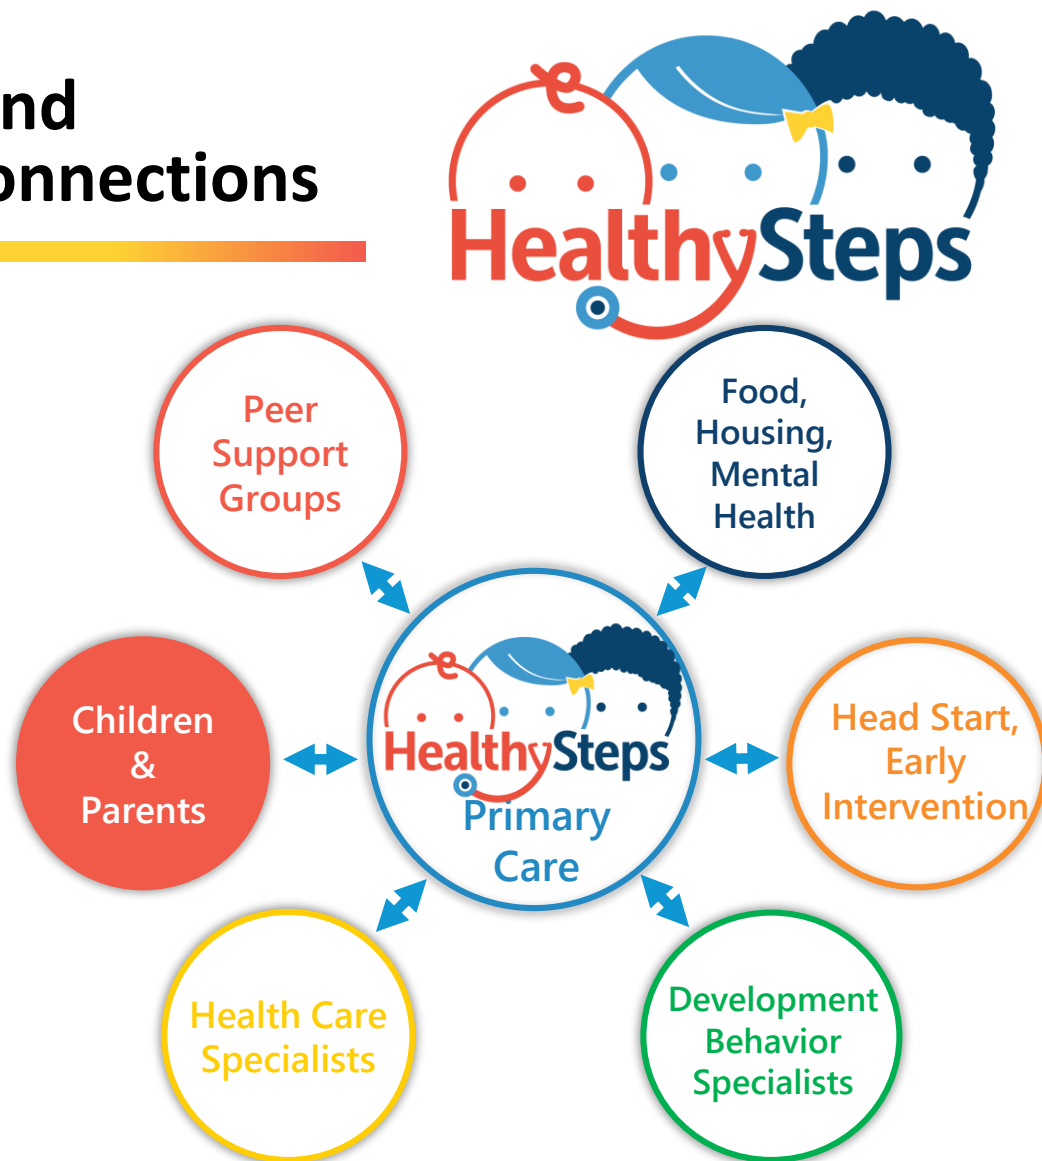 nd
onnections
HealthySteps
Peer
Support
Groups
Food,
Housing,
Mental
Health
Children
&
Parents
HealthySteps
Primary
Care
Head Start,
Early
Intervention
Health Care
Specialists
Development
Behavior
Specialists